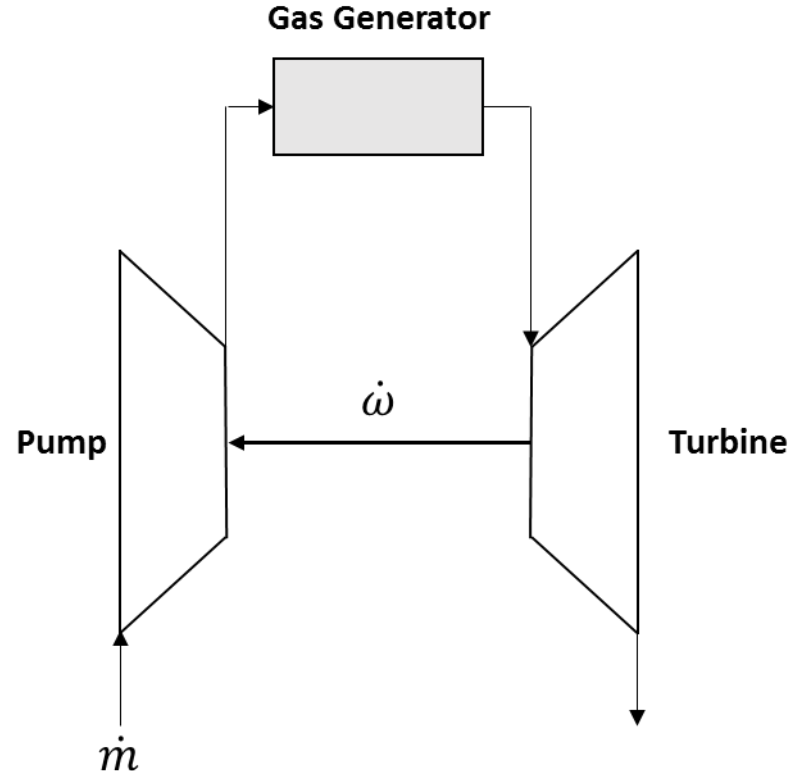 Gas Generator
ω̇
Pump
Turbine
ṁ